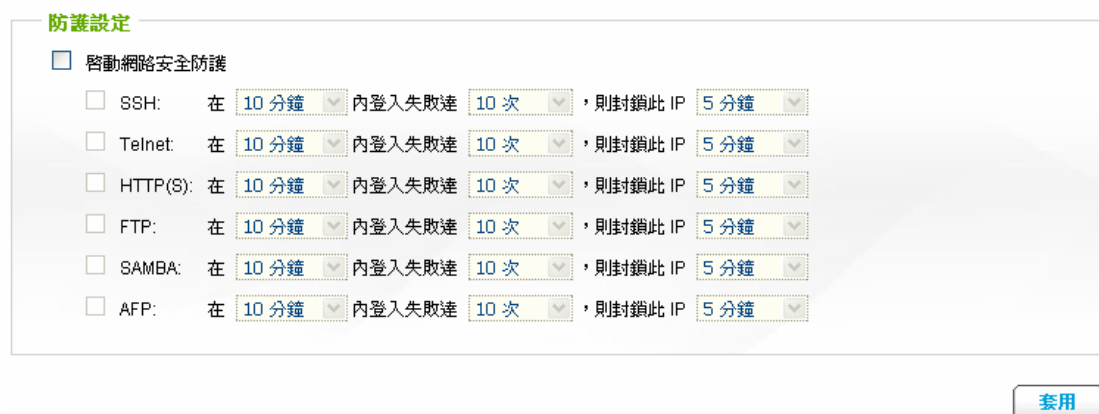 防護設定
啓動網路安全防護
SSH: 在 10 分鐘 內登入失敗達 10 次 ，則封鎖此 IP 5 分鐘
Telnet: 在 10 分鐘 內登入失敗達 10 次 ，則封鎖此 IP 5 分鐘
HTTP(S): 在 10 分鐘 內登入失敗達 10 次 ，則封鎖此 IP 5 分鐘
FTP: 在 10 分鐘 內登入失敗達 10 次 ，則封鎖此 IP 5 分鐘
SAMBA: 在 10 分鐘 內登入失敗達 10 次 ，則封鎖此 IP 5 分鐘
AFP: 在 10 分鐘 內登入失敗達 10 次 ，則封鎖此 IP 5 分鐘
套用